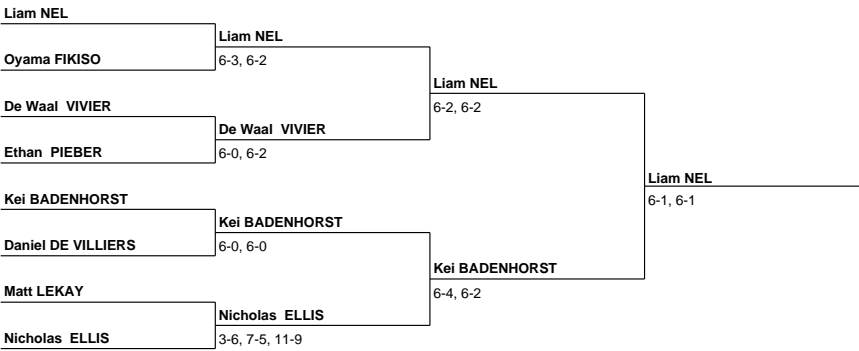 Liam NEL
Liam NEL
Oyama FIKISO
6-3, 6-2
Liam NEL
De Waal VIVIER
6-2, 6-2
De Waal VIVIER
Ethan PIEBER
6-0, 6-2
Liam NEL
Kei BADENHORST
6-1, 6-1
Kei BADENHORST
Daniel DE VILLIERS
6-0, 6-0
Kei BADENHORST
Matt LEKAY
6-4, 6-2
Nicholas ELLIS
Nicholas ELLIS
3-6, 7-5, 11-9